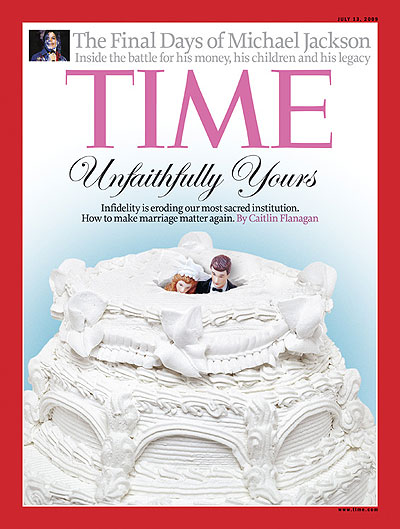 JULY 13, 2009
The Final Days of Michael Jackson
Inside the battle for his money, his children and his legacy
TIME
Unfaithfully Yours
Infidelity is eroding our most sacred institution.
How to make marriage matter again. By Caitlin Flanagan
www.time.com